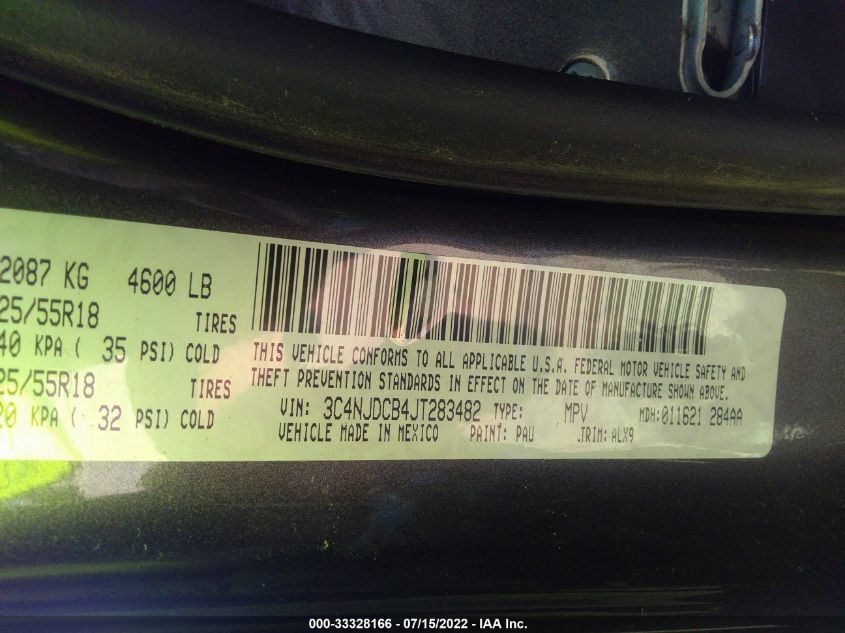 2087 KG 4600 LB
25/55R18 TIRES
40 KPA ( 35 PSI) COLD
25/55R18 TIRES
20 KPA ( 32 PSI) COLD
THIS VEHICLE CONFORMS TO ALL APPLICABLE U.S.A. FEDERAL MOTOR VEHICLE SAFETY AND
THEFT PREVENTION STANDARDS IN EFFECT ON THE DATE OF MANUFACTURE SHOWN ABOVE.
VIN: 3C4NJDCB4JT283482 TYPE: MPV MDH:011621 284AA
VEHICLE MADE IN MEXICO PAINT: PAU TRIM: ALX9
000-33328166 - 07/15/2022 - IAA Inc.